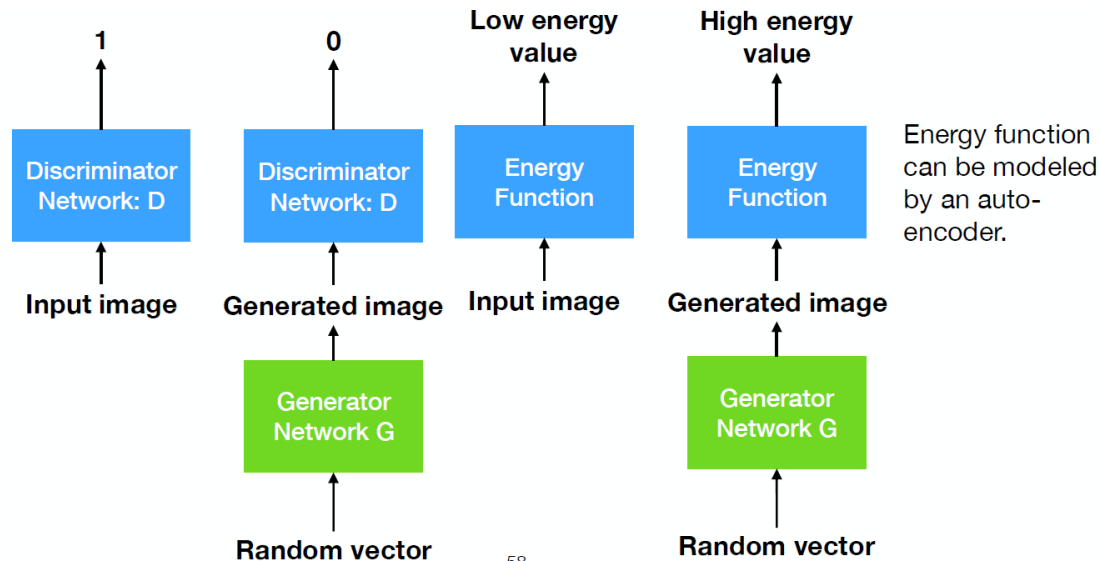 1
0
Low energy
value
High energy
value
Discriminator
Network: D
Discriminator
Network: D
Energy
Function
Energy
Function
Energy function
can be modeled
by an auto-
encoder.
Input image
Generated image
Input image
Generated image
Generator
Network G
Generator
Network G
Random vector
Random vector
58